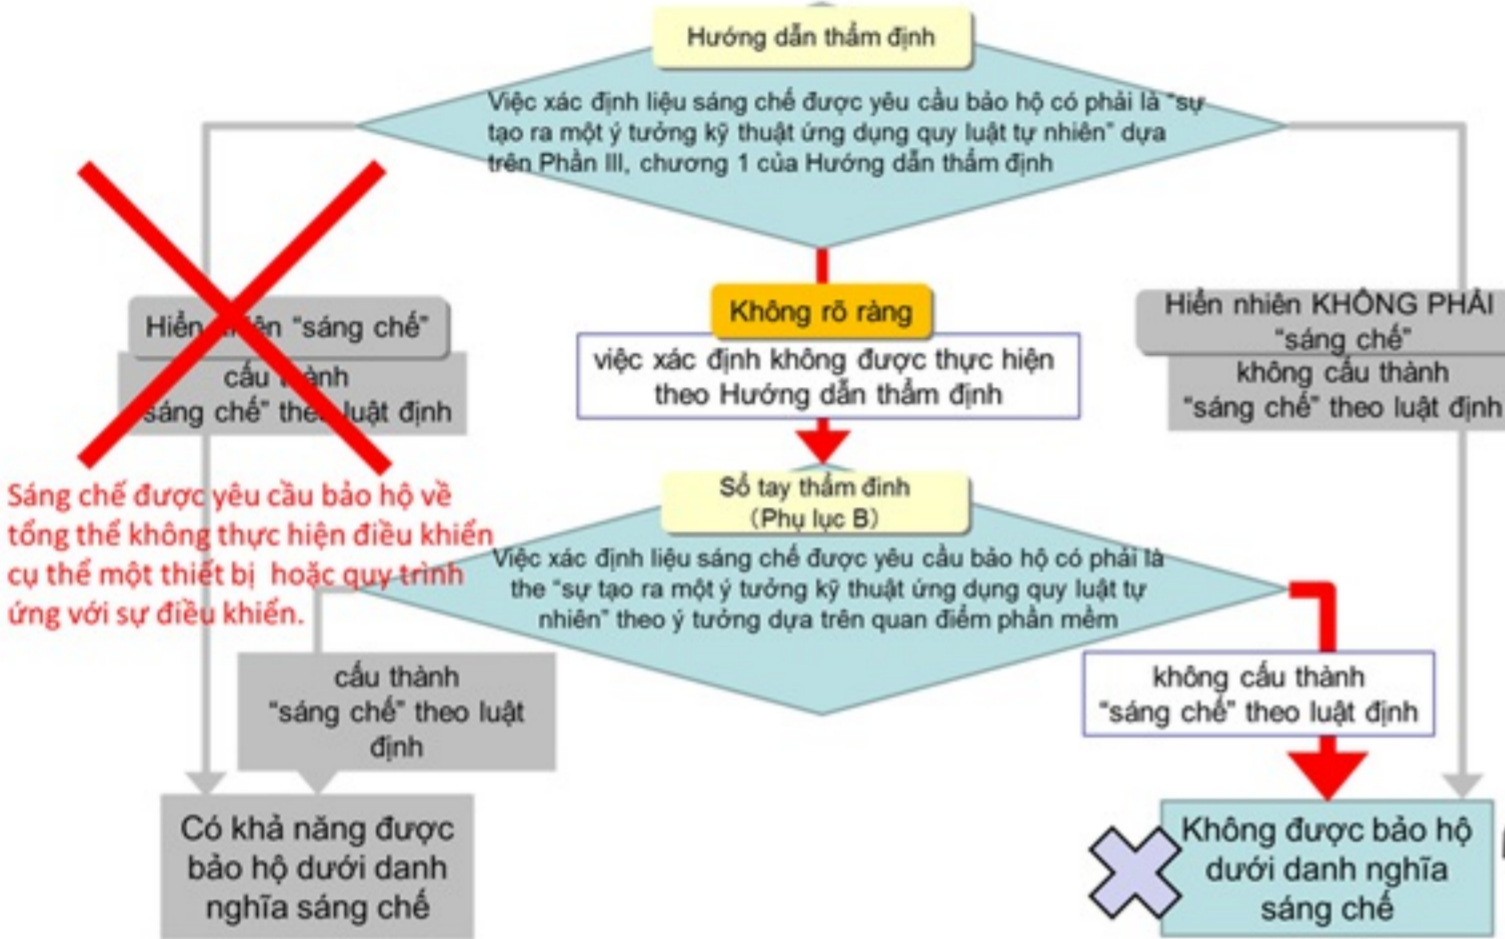 Hướng dẫn thẩm định
Việc xác định liệu sáng chế được yêu cầu bảo hộ có phải là “sự
tạo ra một ý tưởng kỹ thuật ứng dụng quy luật tự nhiên” dựa
trên Phần III, chương 1 của Hướng dẫn thẩm định
Hiển nhiên “sáng chế”
cấu thành
“sáng chế” theo luật định
Không rõ ràng
việc xác định không được thực hiện
theo Hướng dẫn thẩm định
Hiển nhiên KHÔNG PHẢI
“sáng chế”
không cấu thành
“sáng chế” theo luật định
Sáng chế được yêu cầu bảo hộ về
tổng thể không thực hiện điều khiển
cụ thể một thiết bị hoặc quy trình
ứng với sự điều khiển.
Sổ tay thẩm đinh
(Phụ lục B)
Việc xác định liệu sáng chế được yêu cầu bảo hộ có phải là
the “sự tạo ra một ý tưởng kỹ thuật ứng dụng quy luật tự
nhiên” theo ý tưởng dựa trên quan điểm phần mềm
cấu thành
“sáng chế” theo luật
định
không cấu thành
“sáng chế” theo luật định
Có khả năng được
bảo hộ dưới danh
nghĩa sáng chế
Không được bảo hộ
dưới danh nghĩa
sáng chế